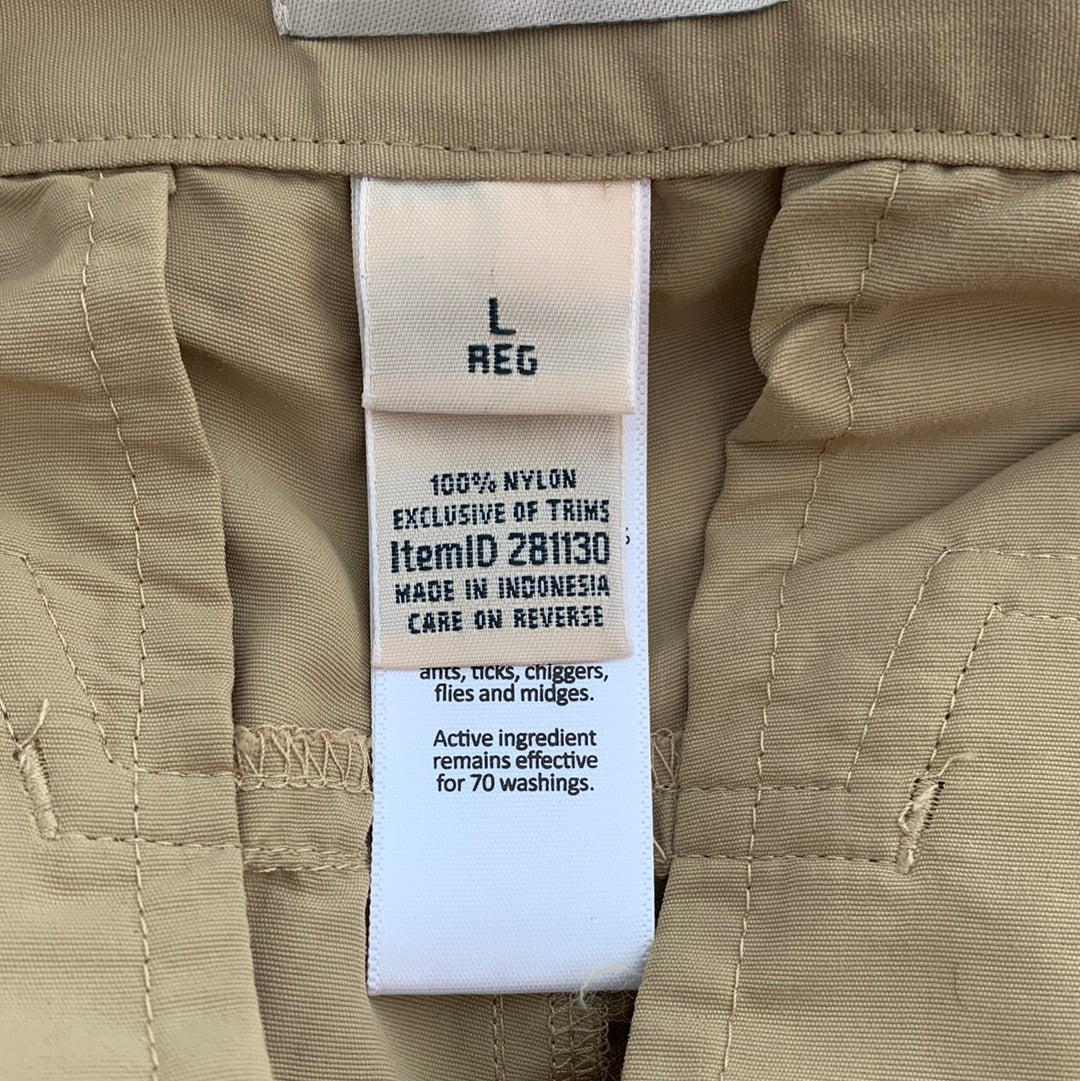 L
REG
100% NYLON
EXCLUSIVE OF TRIMS
ItemID 281130
MADE IN INDONESIA
CARE ON REVERSE
ants, ticks, chiggers,
flies and midges.
Active ingredient
remains effective
for 70 washings.